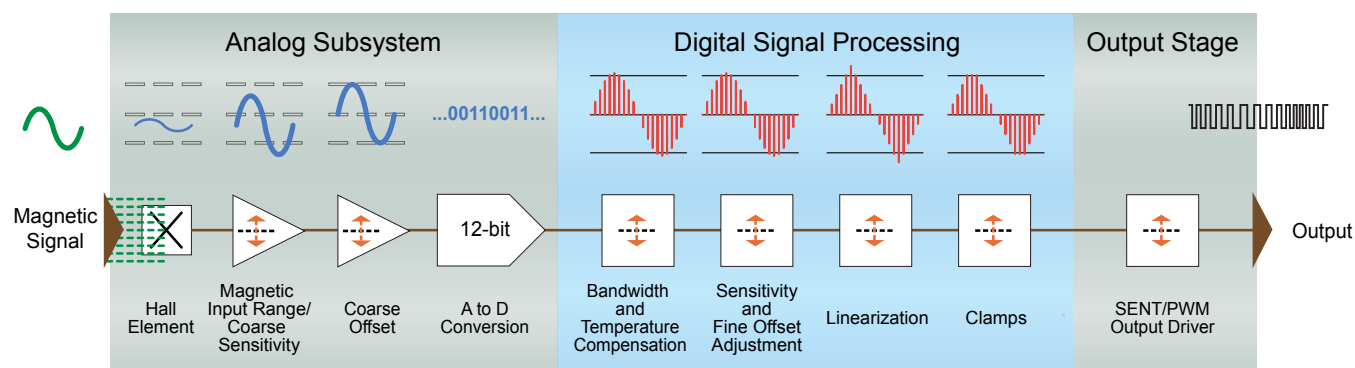 Analog Subsystem
Digital Signal Processing
Output Stage
...00110011...
Magnetic
Signal
12-bit
Output
Hall
Element
Magnetic
Input Range/
Coarse
Sensitivity
Coarse
Offset
A to D
Conversion
Bandwidth
and
Temperature
Compensation
Sensitivity
and
Fine Offset
Adjustment
Linearization
Clamps
SENT/PWM
Output Driver